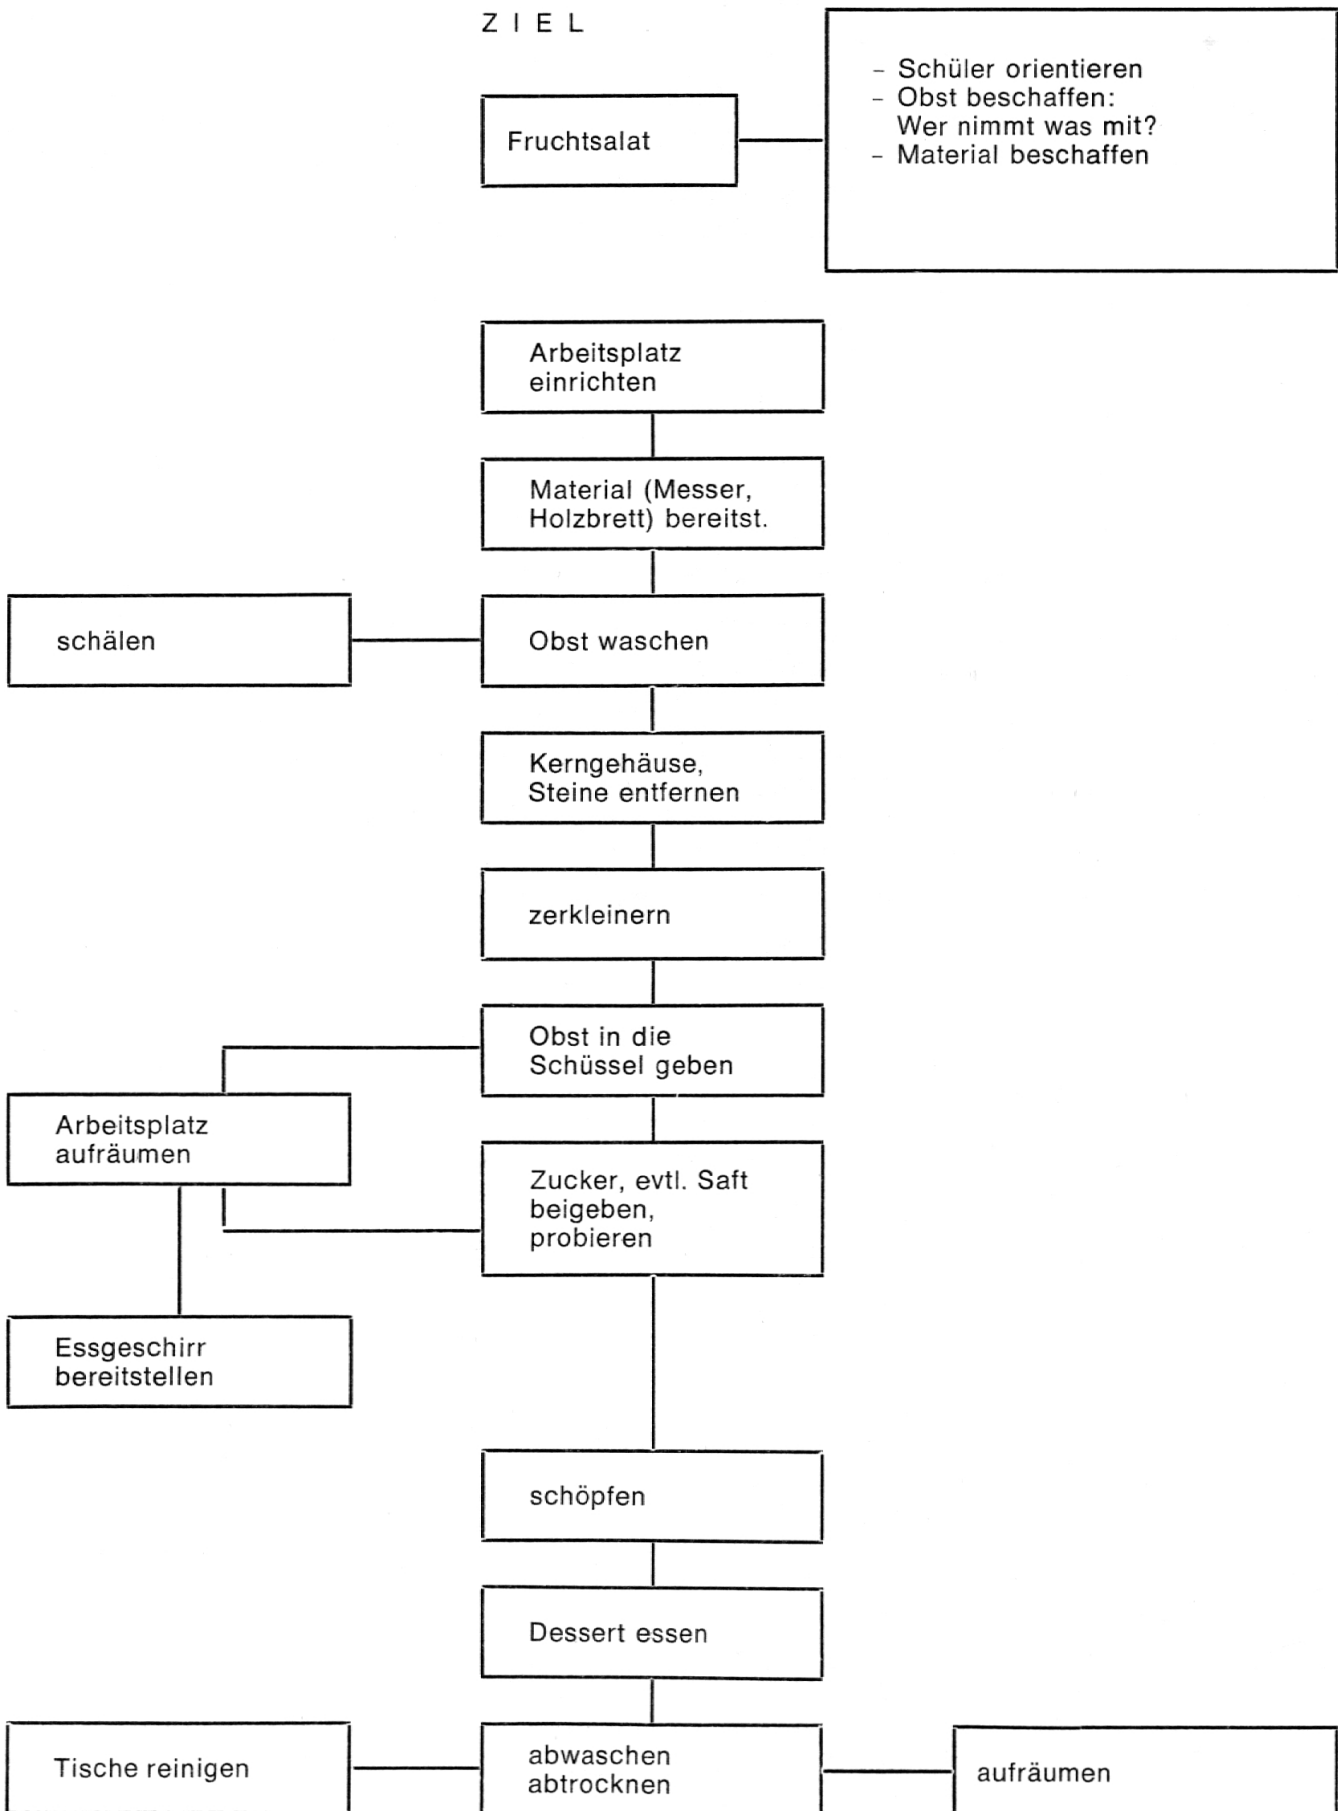 ZIEL
Fruchtsalat
– Schüler orientieren
– Obst beschaffen:
Wer nimmt was mit?
– Material beschaffen
Arbeitsplatz
einrichten
Material (Messer,
Holzbrett) bereitst.
schälen
Obst waschen
Kerngehäuse,
Steine entfernen
zerkleinern
Obst in die
Schüssel geben
Arbeitsplatz
aufräumen
Zucker, evtl. Saft
beigeben,
probieren
Essgeschirr
bereitstellen
schöpfen
Dessert essen
Tische reinigen
abwaschen
abtrocknen
aufräumen